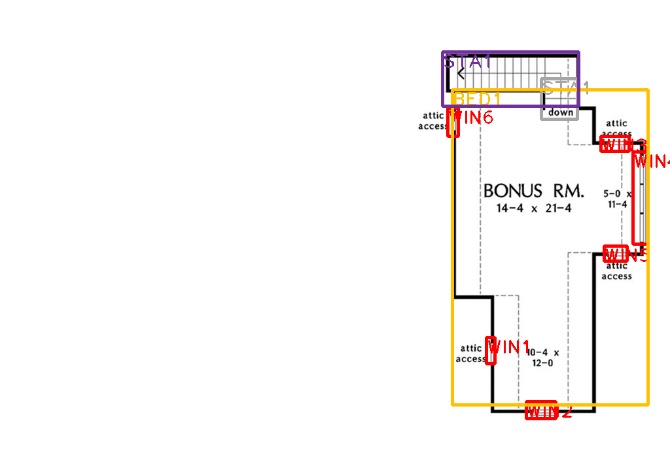 STA1
STA1
BED1
down
attic
access
WIN6
attic
access
WIN3
WIN4
BONUS RM.
14-4 x 21-4
5-0 x
11-4
WIN5
attic
access
attic
access
WIN1
10-4 x
12-0
WIN2